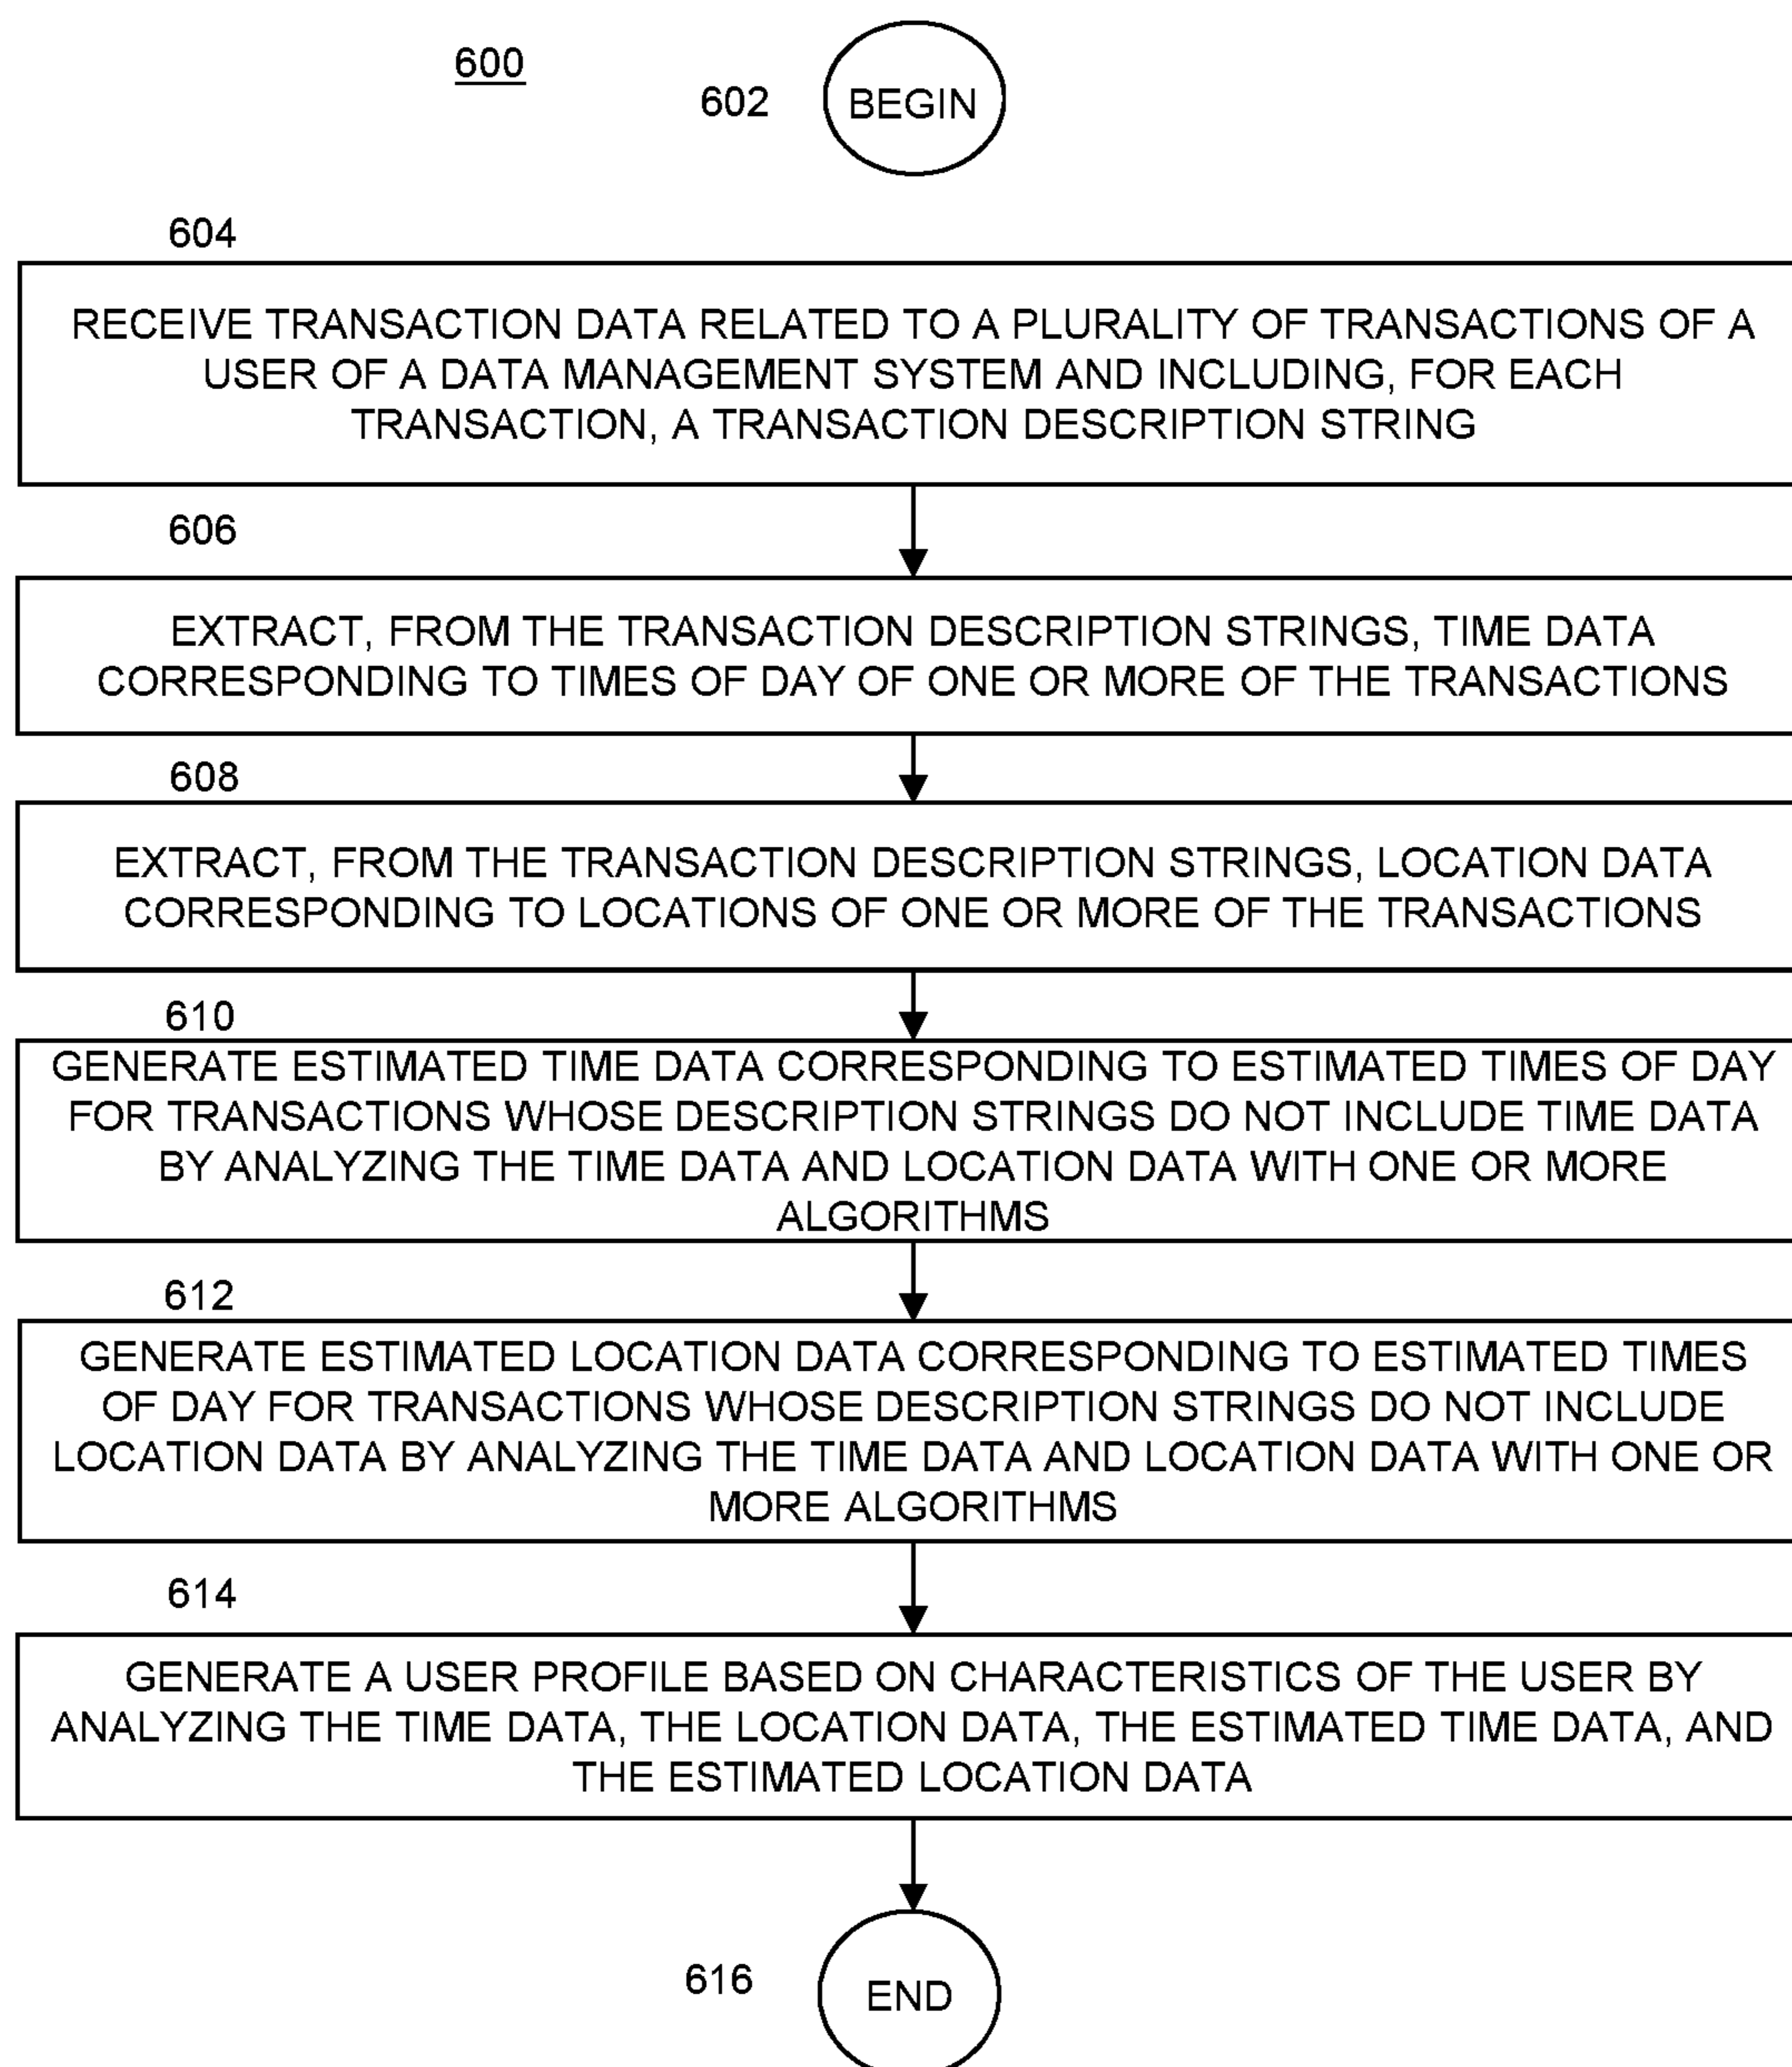 600
602
BEGIN
604
RECEIVE TRANSACTION DATA RELATED TO A PLURALITY OF TRANSACTIONS OF A
USER OF A DATA MANAGEMENT SYSTEM AND INCLUDING, FOR EACH
TRANSACTION, A TRANSACTION DESCRIPTION STRING
606
EXTRACT, FROM THE TRANSACTION DESCRIPTION STRINGS, TIME DATA
CORRESPONDING TO TIMES OF DAY OF ONE OR MORE OF THE TRANSACTIONS
608
EXTRACT, FROM THE TRANSACTION DESCRIPTION STRINGS, LOCATION DATA
CORRESPONDING TO LOCATIONS OF ONE OR MORE OF THE TRANSACTIONS
610
GENERATE ESTIMATED TIME DATA CORRESPONDING TO ESTIMATED TIMES OF DAY
FOR TRANSACTIONS WHOSE DESCRIPTION STRINGS DO NOT INCLUDE TIME DATA
BY ANALYZING THE TIME DATA AND LOCATION DATA WITH ONE OR MORE
ALGORITHMS
612
GENERATE ESTIMATED LOCATION DATA CORRESPONDING TO ESTIMATED TIMES
OF DAY FOR TRANSACTIONS WHOSE DESCRIPTION STRINGS DO NOT INCLUDE
LOCATION DATA BY ANALYZING THE TIME DATA AND LOCATION DATA WITH ONE OR
MORE ALGORITHMS
614
GENERATE A USER PROFILE BASED ON CHARACTERISTICS OF THE USER BY
ANALYZING THE TIME DATA, THE LOCATION DATA, THE ESTIMATED TIME DATA, AND
THE ESTIMATED LOCATION DATA
616
END